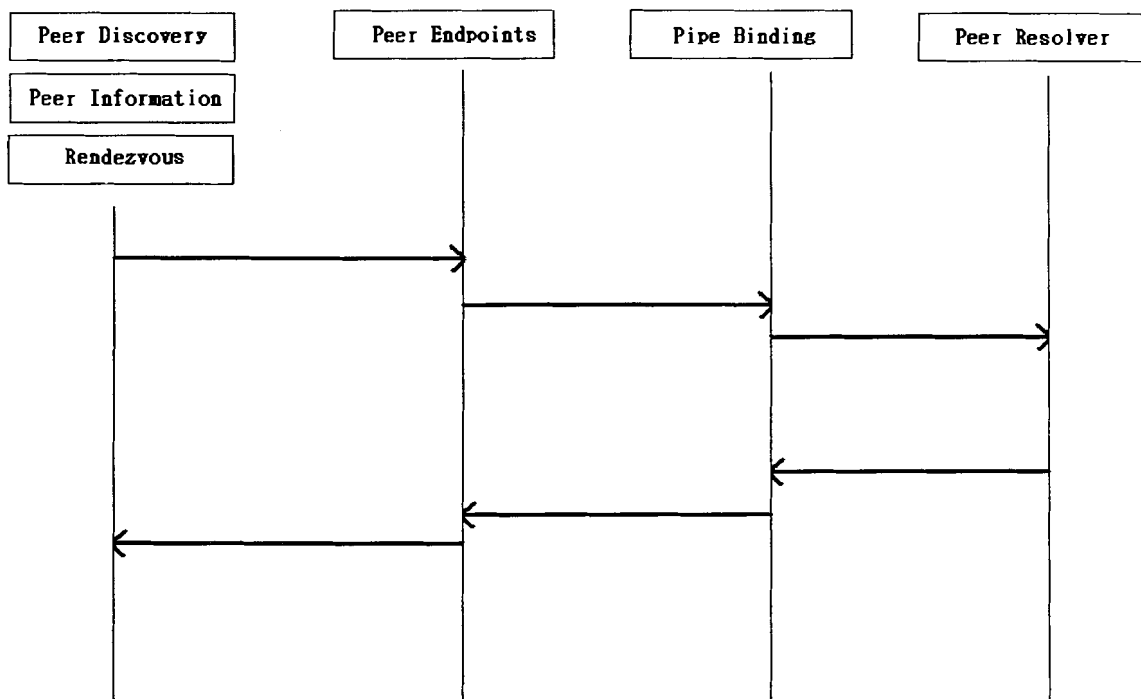 Peer Discovery
Peer Endpoints
Pipe Binding
Peer Resolver
Peer Information
Rendezvous